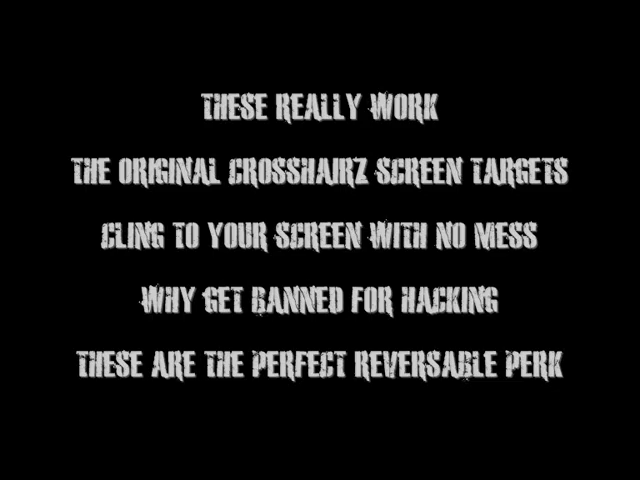 THESE REALLY WORK
THE ORIGINAL CROSSHAIRZ SCREEN TARGETS
CLING TO YOUR SCREEN WITH NO MESS
WHY GET BANNED FOR HACKING
THESE ARE THE PERFECT REVERSABLE PERK